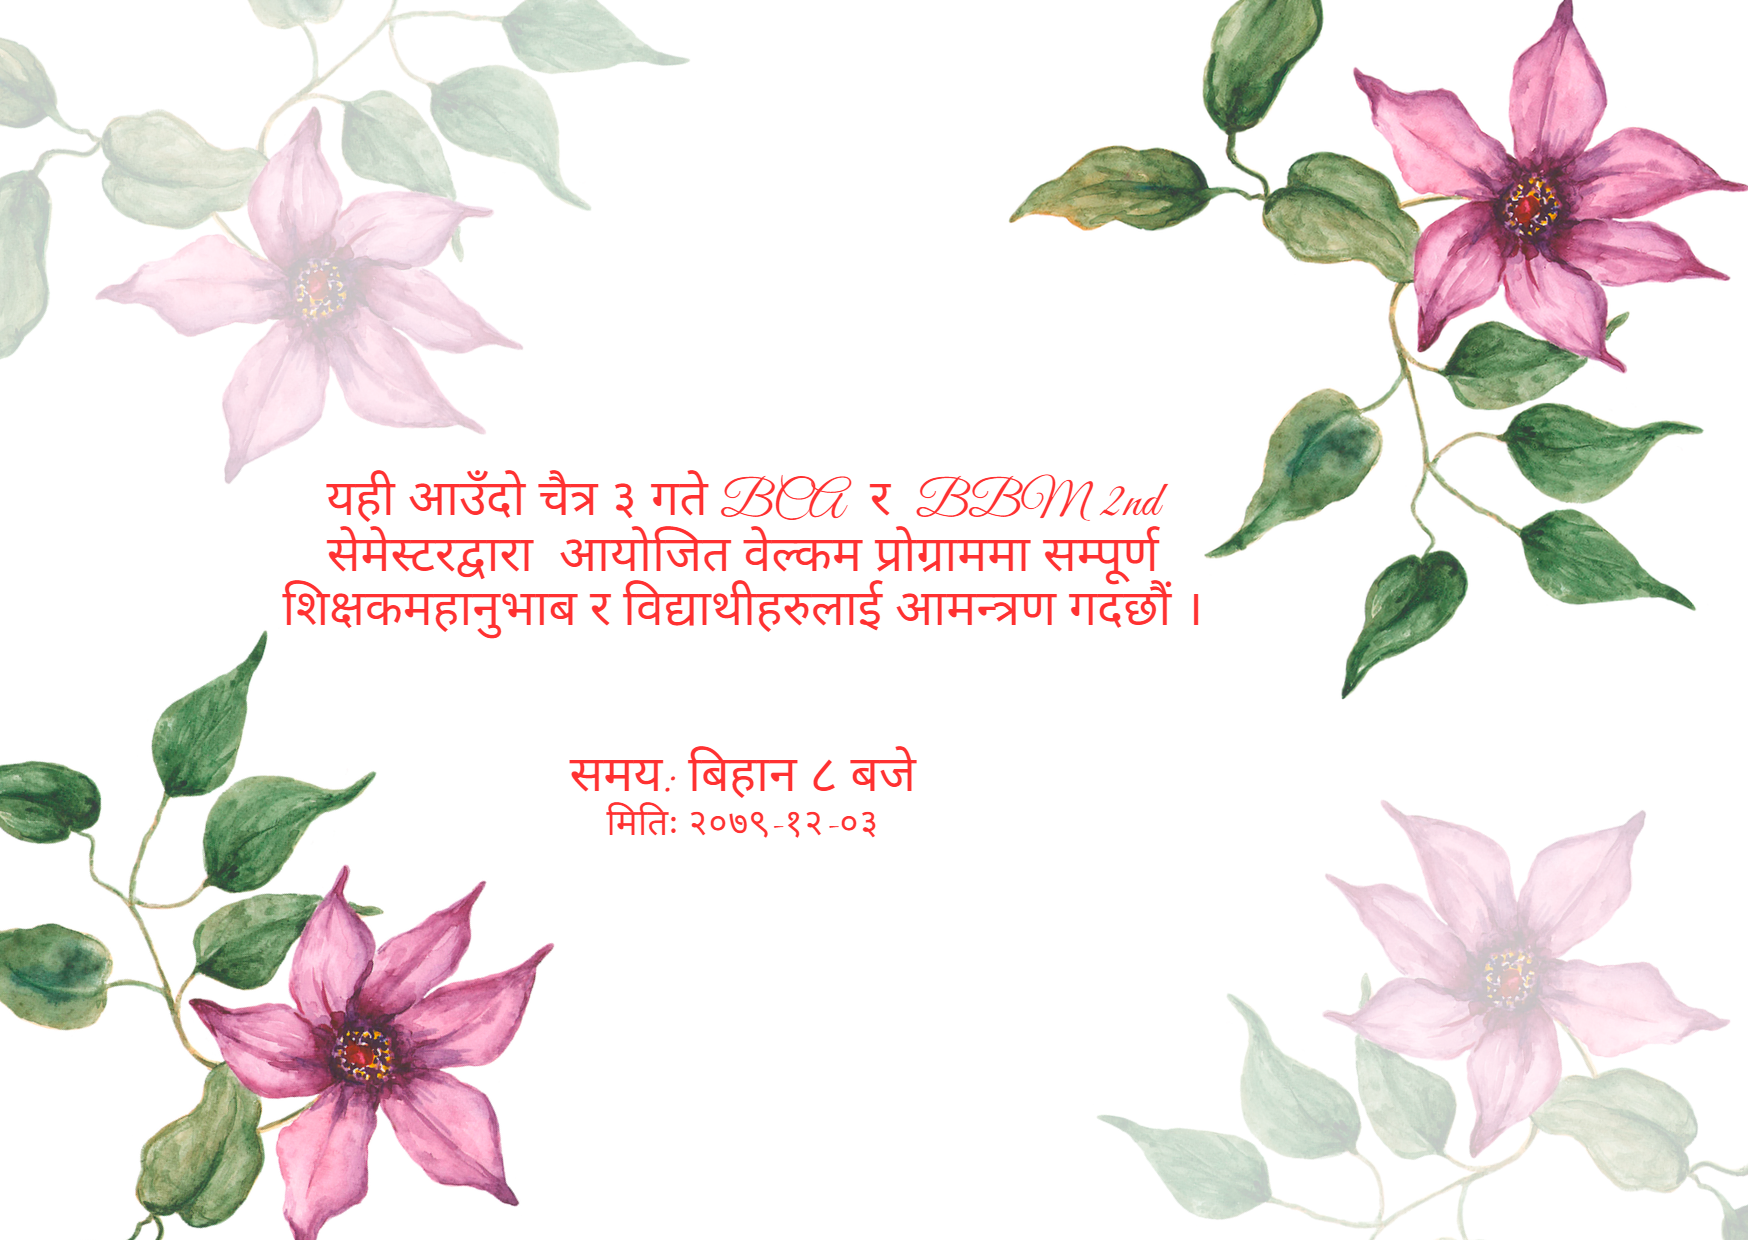 यही आउँदो चैत्र ३ गते BCA र BBM 2nd
सेमेस्टरद्वारा आयोजित वेल्कम प्रोग्राममा सम्पूर्ण
शिक्षकमहानुभाब र विद्याथीहरुलाई आमन्त्रण गदछौं ।
समय: बिहान ८ बजे
मितिः २०७९-१२-०३